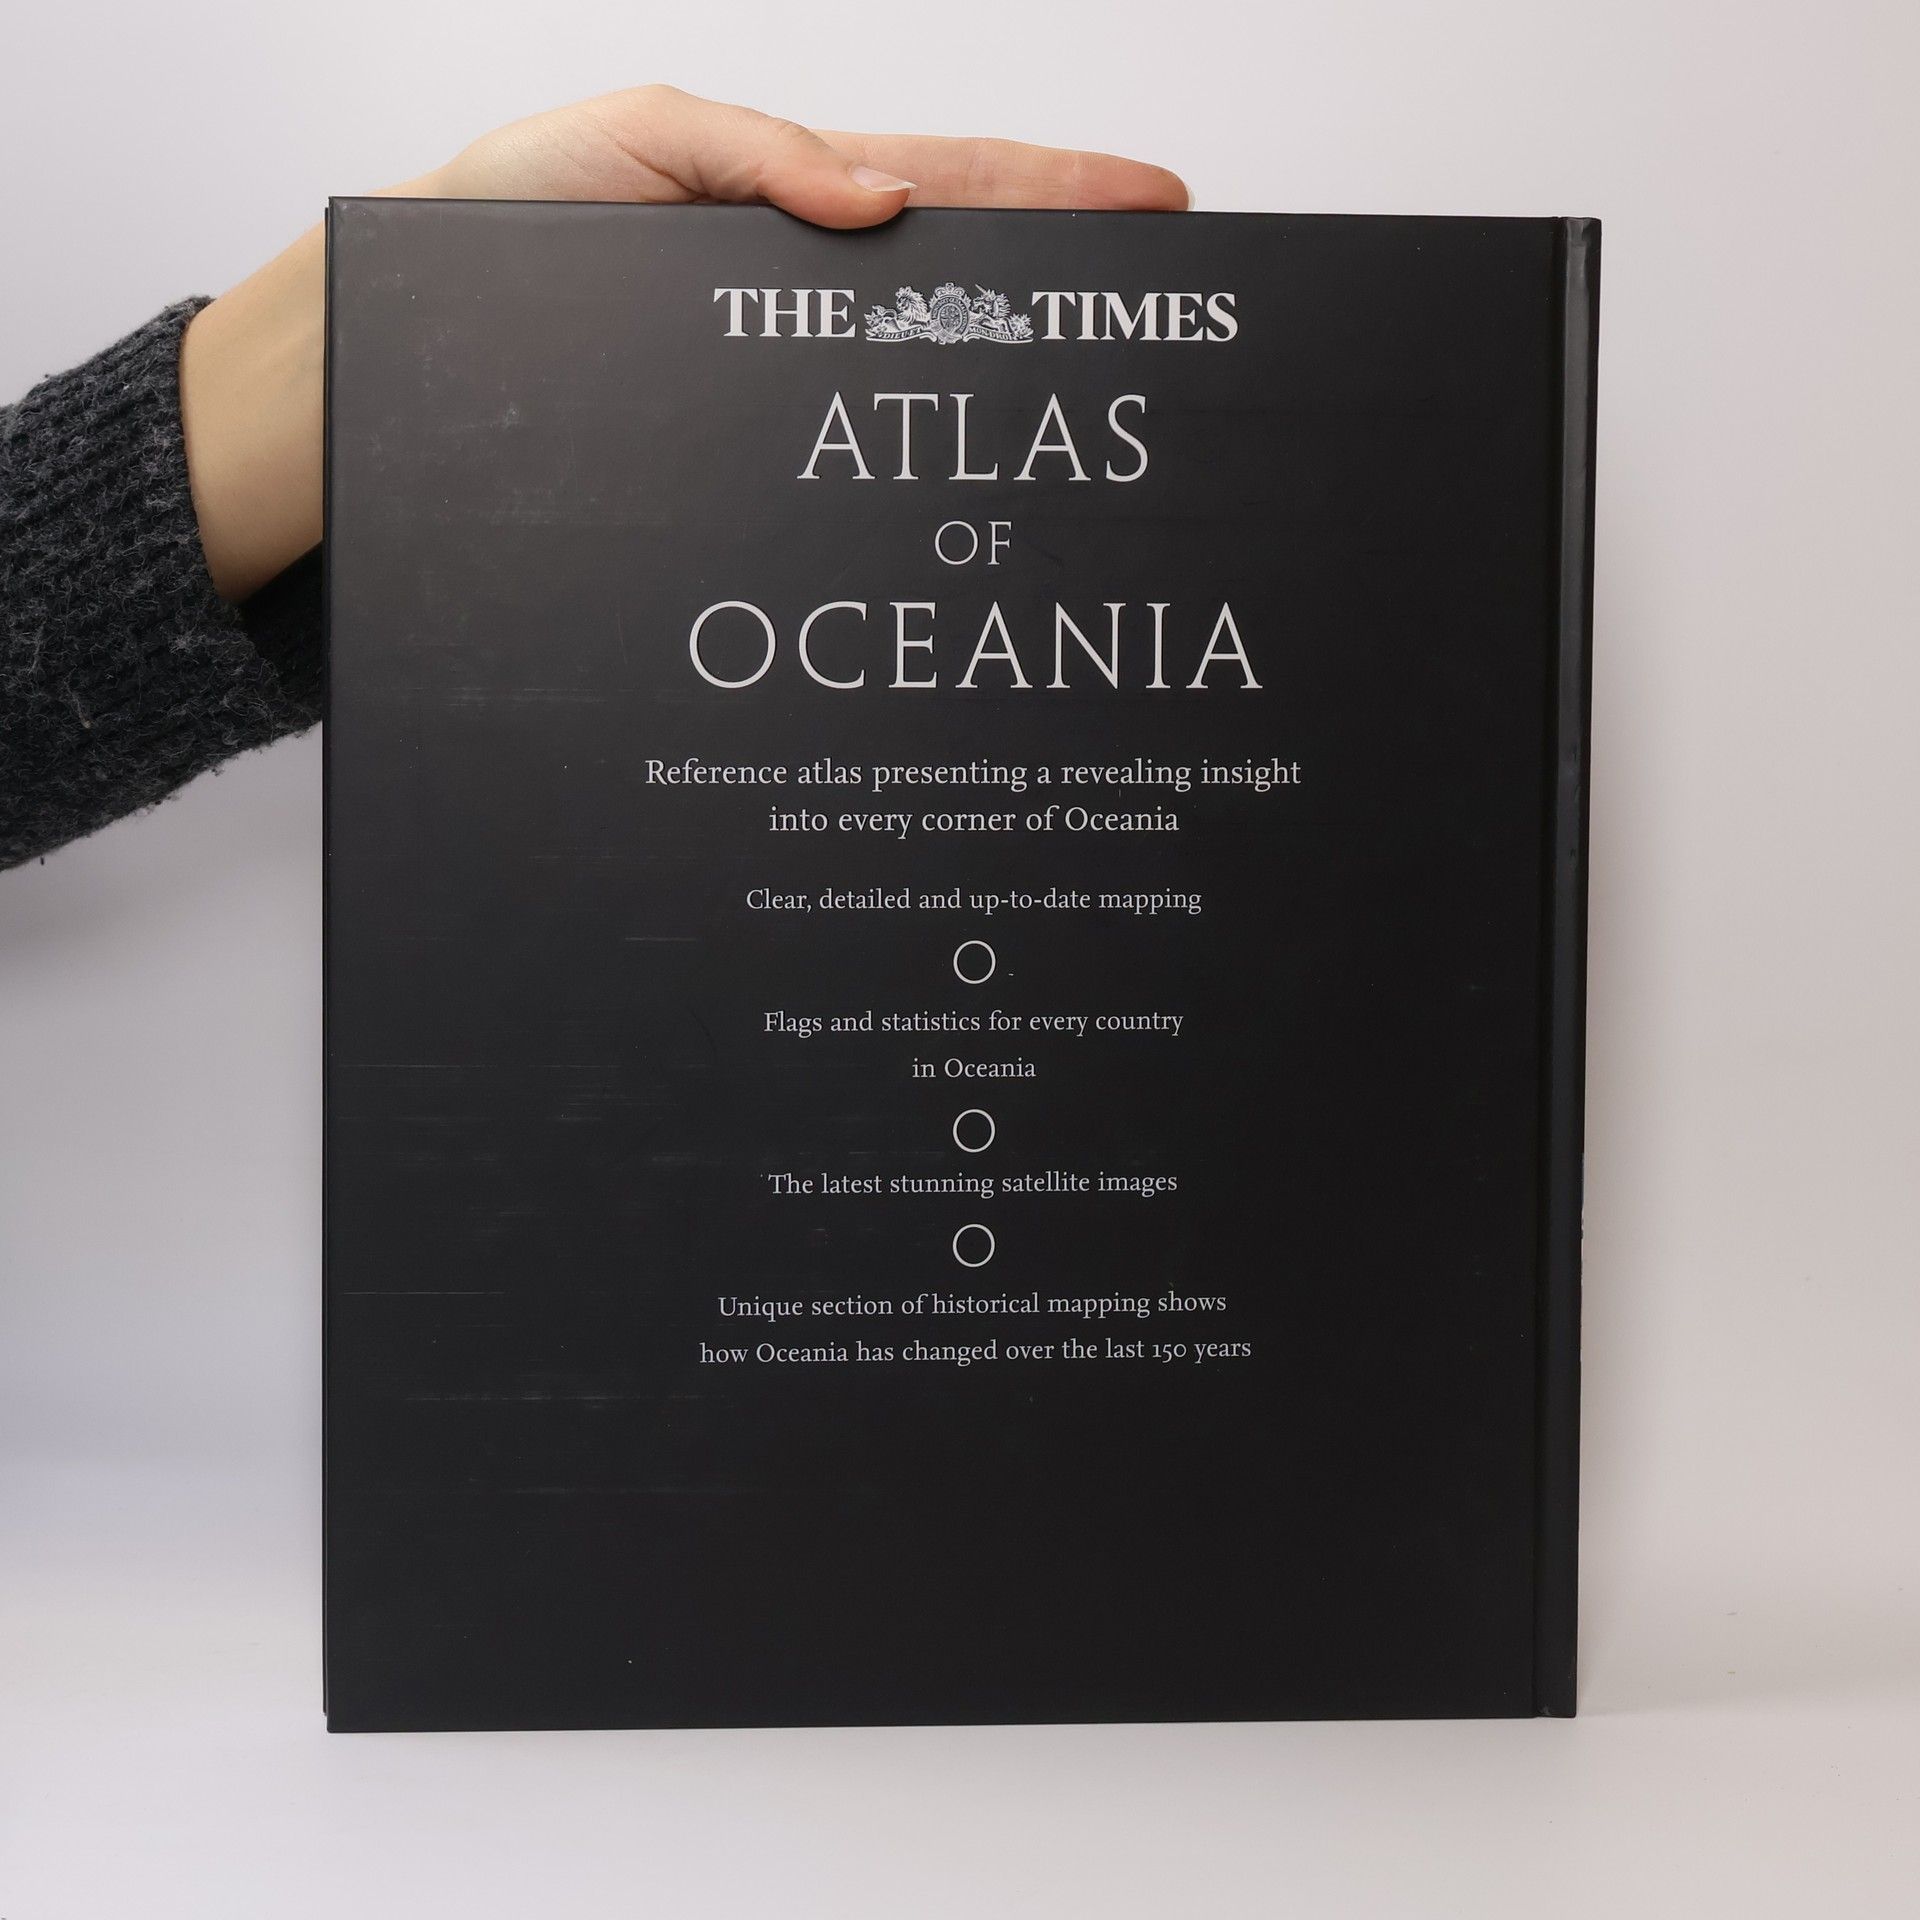 THE TIMES
ATLAS
OF
OCEANIA
Reference atlas presenting a revealing insight
into every corner of Oceania
Clear, detailed and up-to-date mapping
Flags and statistics for every country
in Oceania
The latest stunning satellite images
Unique section of historical mapping shows
how Oceania has changed over the last 150 years